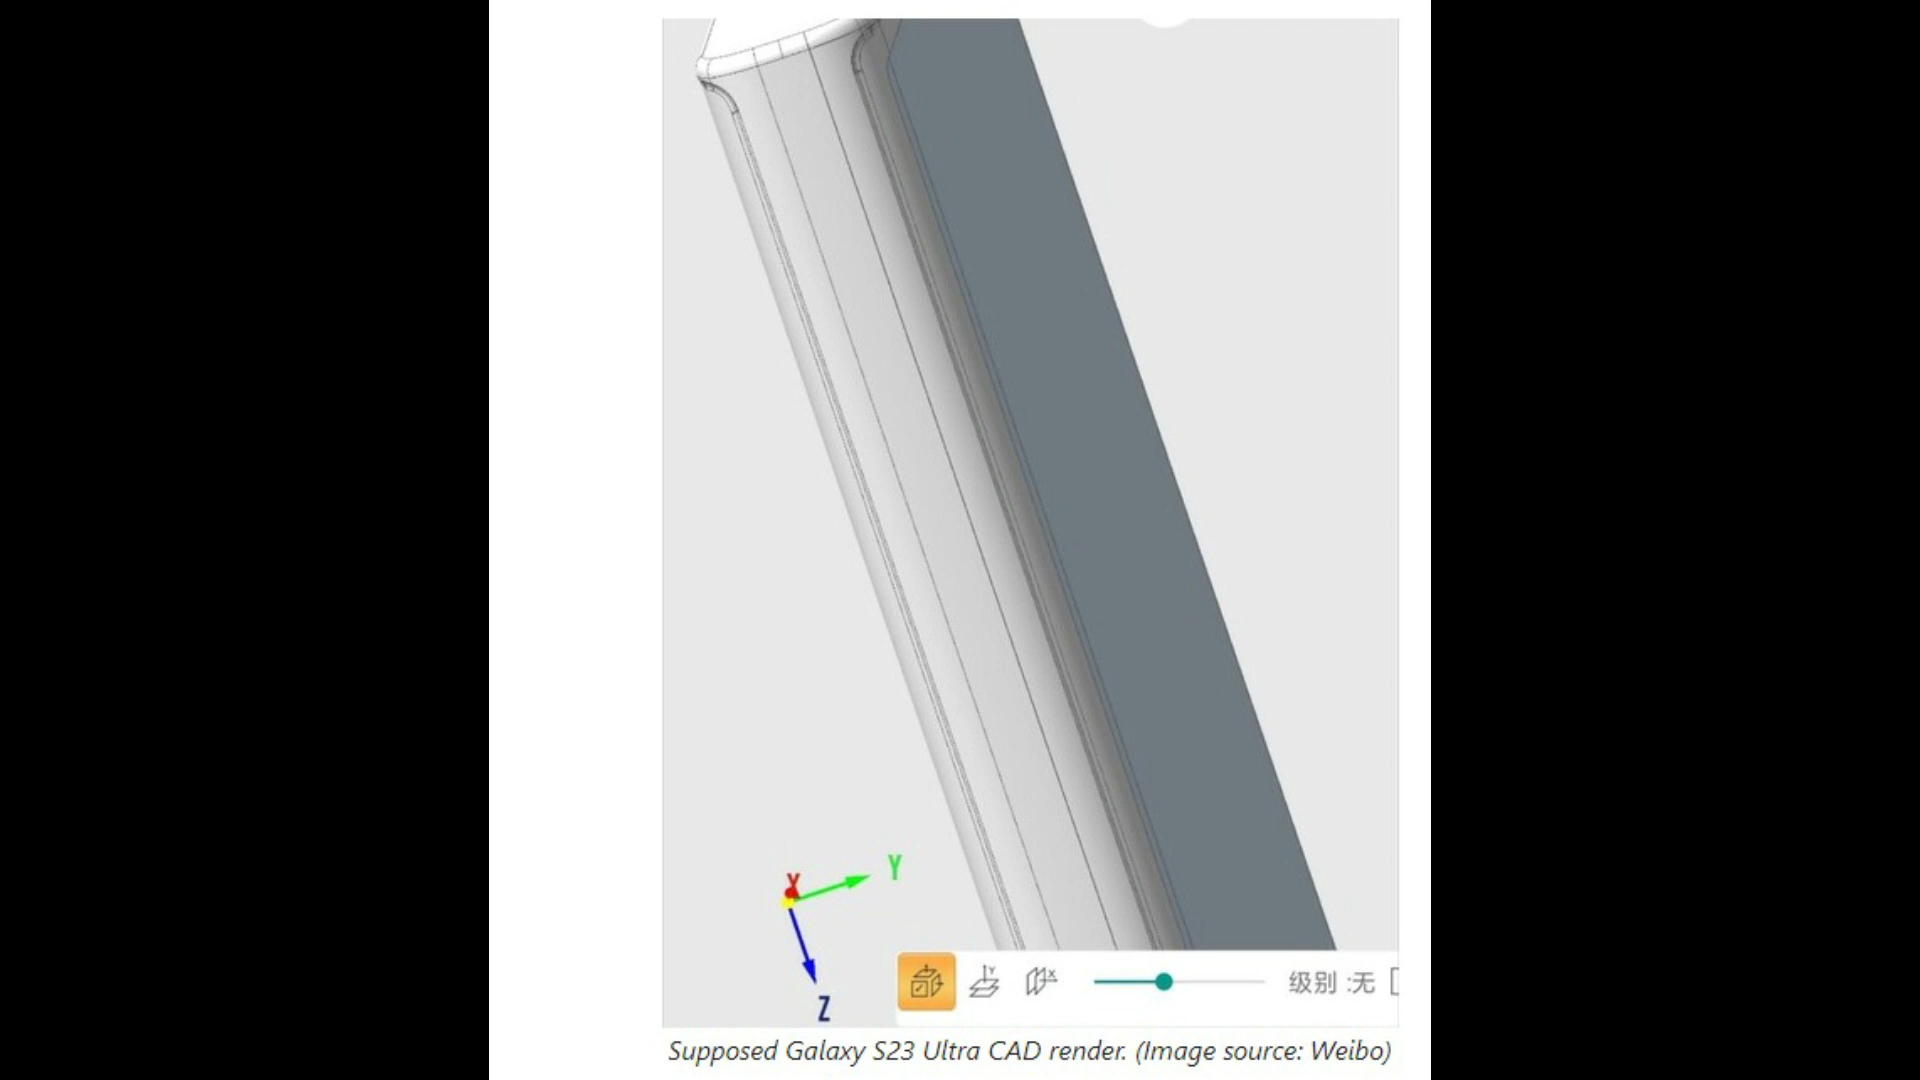 X
Y
Z
Y
X
级别 :无
Supposed Galaxy S23 Ultra CAD render. (Image source: Weibo)